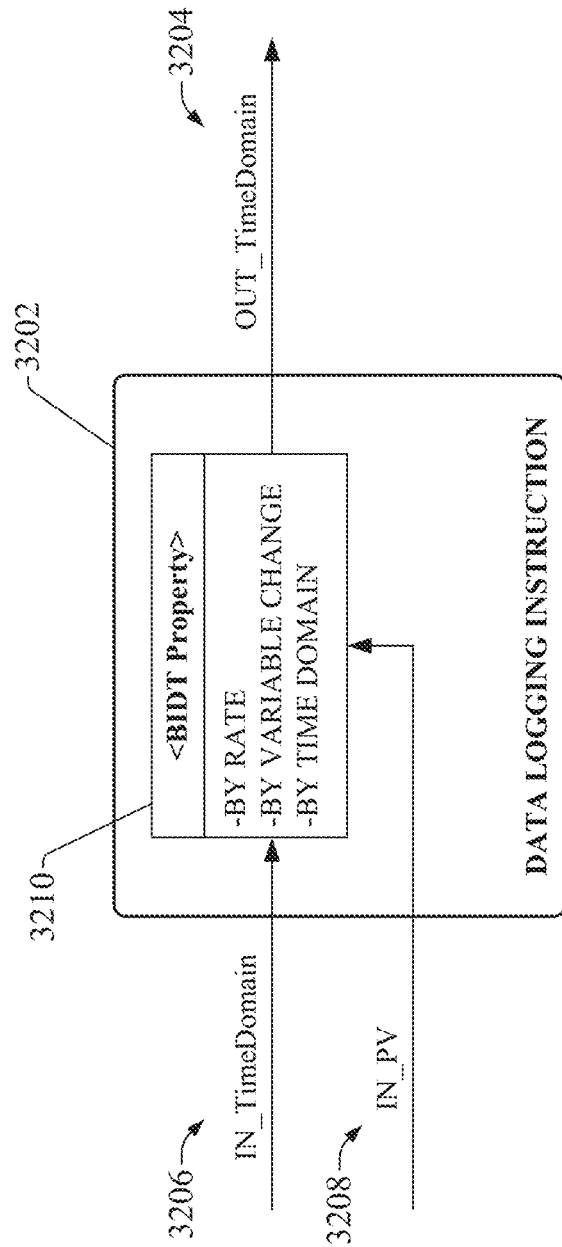 3202
3204
3210
<BIDT Property>
-BY RATE
-BY VARIABLE CHANGE
-BY TIME DOMAIN
OUT_TimeDomain
3206
IN_TimeDomain
3208
IN_PV
DATA LOGGING INSTRUCTION